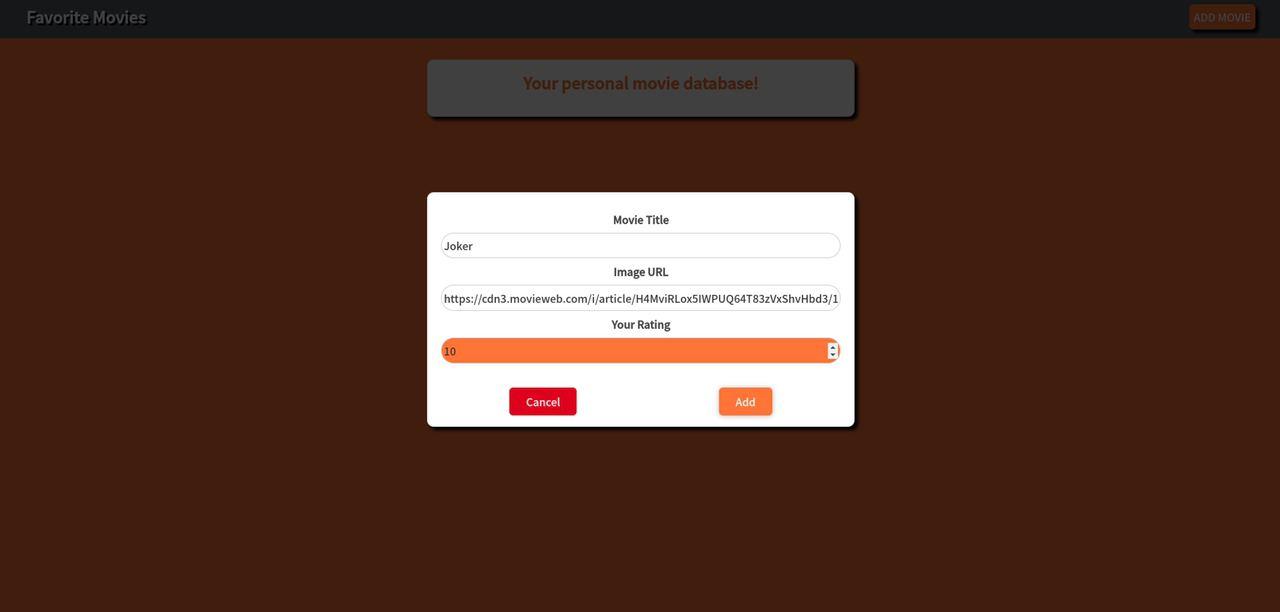 Favorite Movies
ADD MOVIE
Your personal movie database!
Movie Title
Joker
Image URL
https://cdn3.movieweb.com/i/article/H4MviRLox5IWPUQ64T83zVxShvHbd3/1
Your Rating
10
Cancel
Add